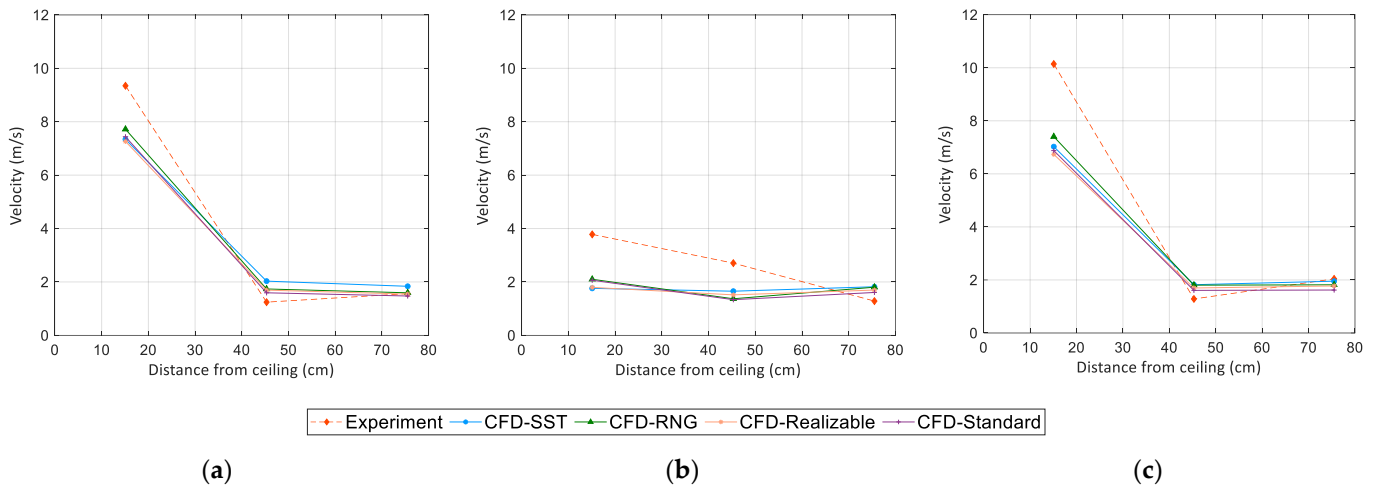 12
10
8
6
4
2
0
Velocity (m/s)
0 10 20 30 40 50 60 70 80
Distance from ceiling (cm)
12
10
8
6
4
2
0
Velocity (m/s)
0 10 20 30 40 50 60 70 80
Distance from ceiling (cm)
12
10
8
6
4
2
0
Velocity (m/s)
0 10 20 30 40 50 60 70 80
Distance from ceiling (cm)
Experiment CFD-SST CFD-RNG CFD-Realizable CFD-Standard
(a) (b) (c)